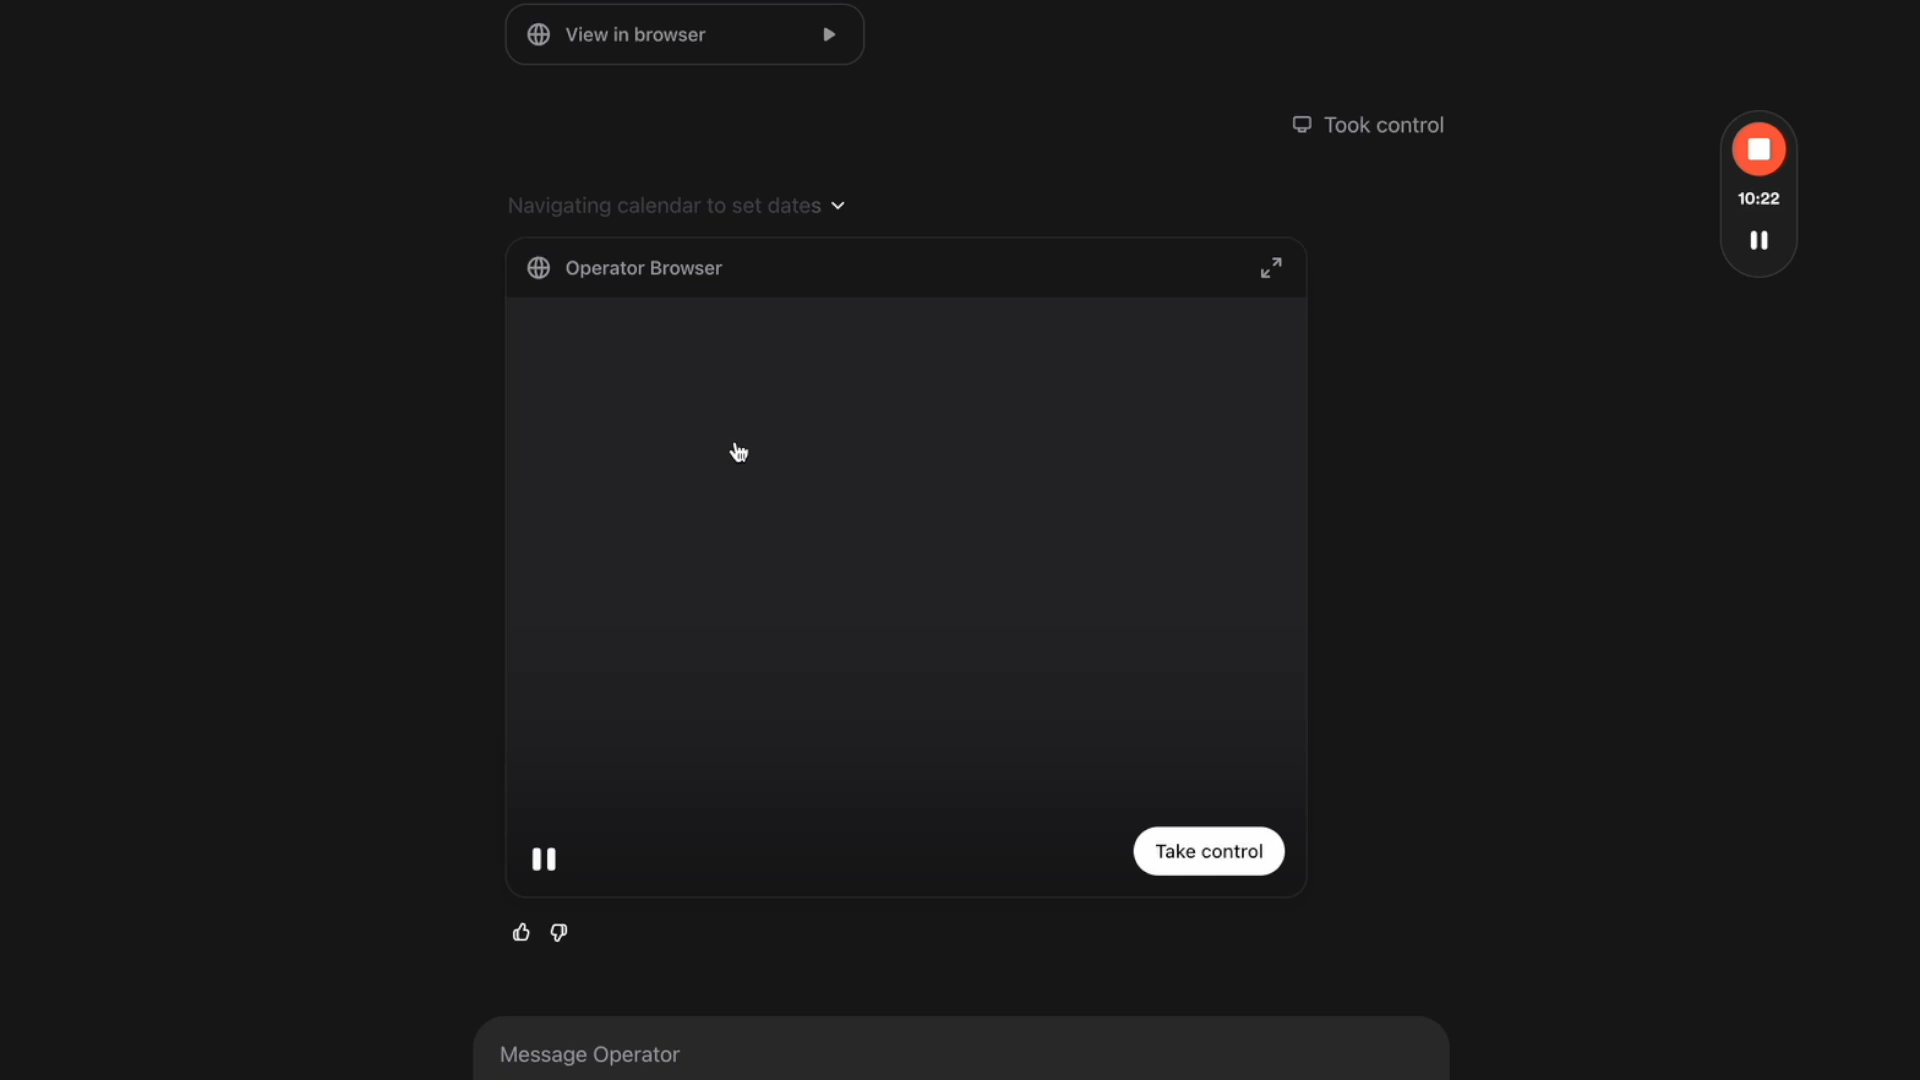 View in browser
Took control
10:22
Navigating calendar to set dates
Operator Browser
Take control
Message Operator